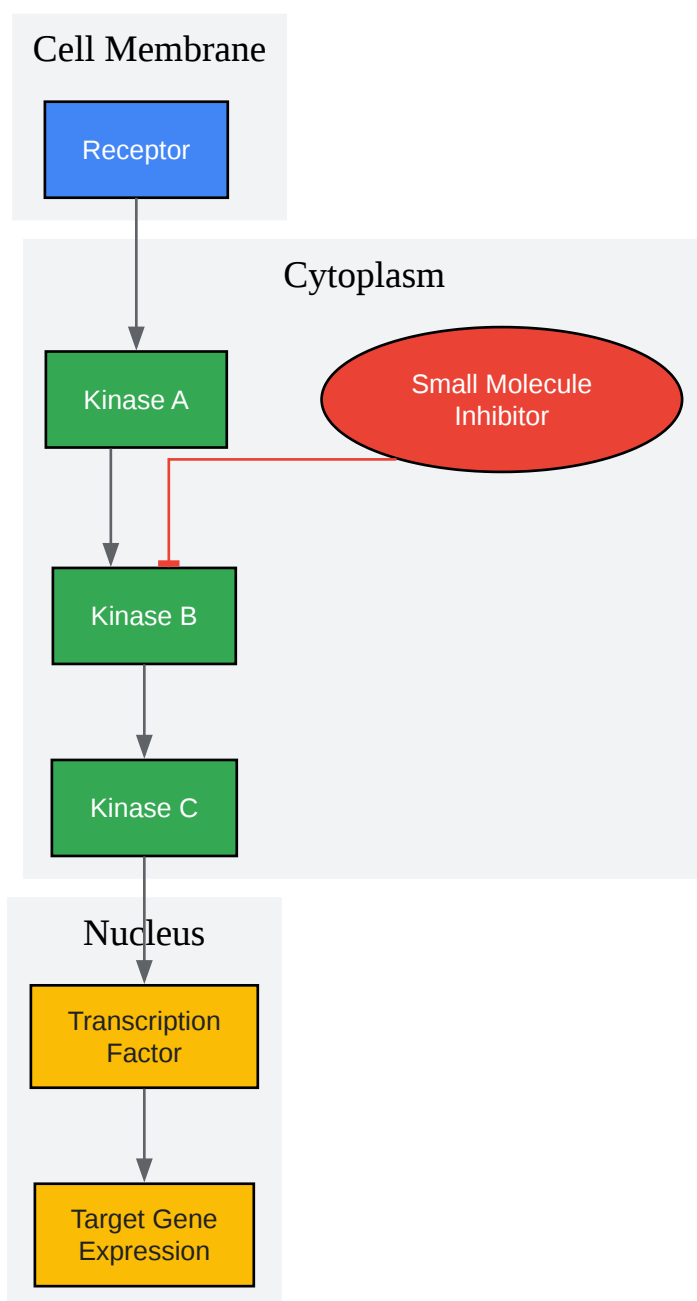 Cell Membrane
Receptor
Cytoplasm
Kinase A
Small Molecule
Inhibitor
Kinase B
Kinase C
Nucleus
Transcription
Factor
Target Gene
Expression